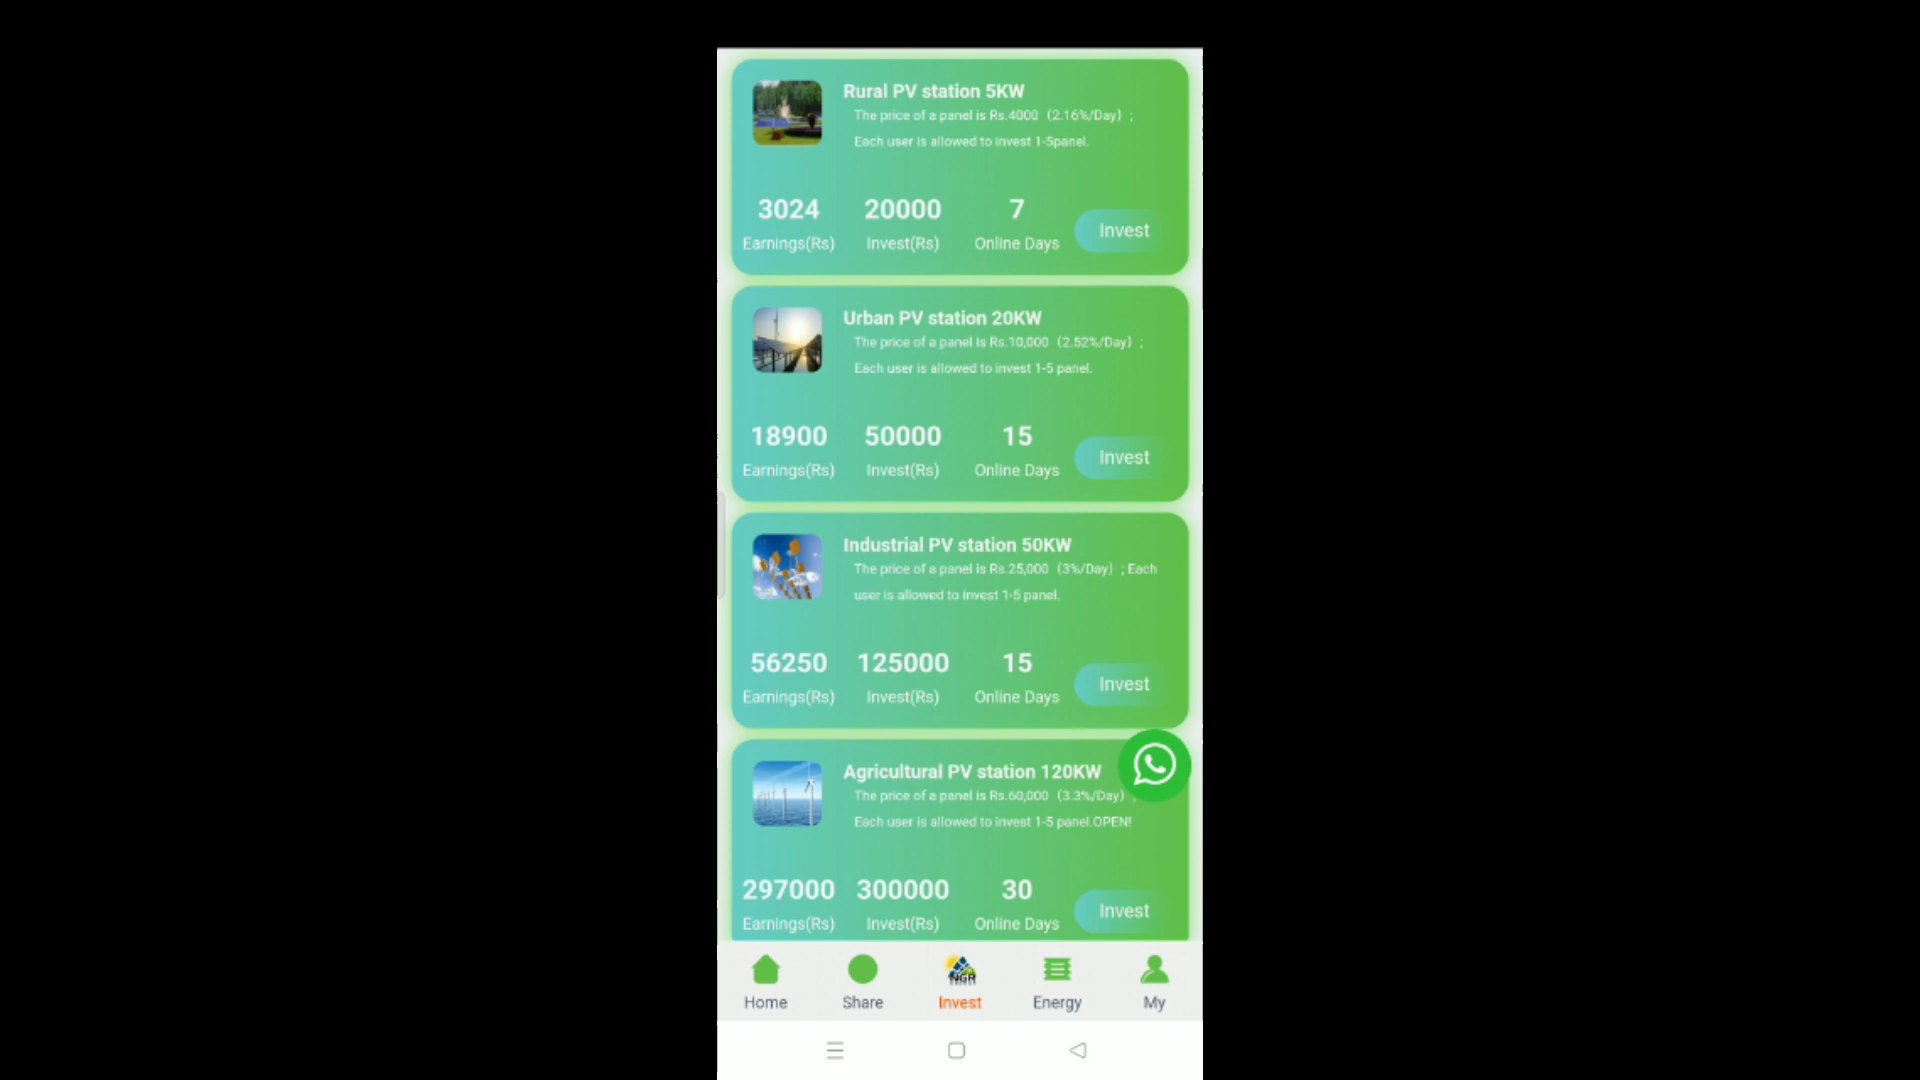 Rural PV station 5KW
The price of a panel is Rs.4000 (2.16%/Day) ;
Each user is allowed to invest 1-5panel.
3024 20000 7
Invest
Earnings(Rs) Invest(Rs) Online Days
Urban PV station 20KW
The price of a panel is Rs.10,000 (2.52%/Day) ;
Each user is allowed to invest 1-5 panel.
18900 50000 15
Invest
Earnings(Rs) Invest(Rs) Online Days
Industrial PV station 50KW
The price of a panel is Rs.25,000 (3%/Day) ; Each
user is allowed to invest 1-5 panel.
56250 125000 15
Invest
Earnings(Rs) Invest(Rs) Online Days
Agricultural PV station 120KW
The price of a panel is Rs.60,000 (3.3%/Day) ;
Each user is allowed to invest 1-5 panel.OPEN!
297000 300000 30
Invest
Earnings(Rs) Invest(Rs) Online Days
NGR
Home Share Invest Energy My